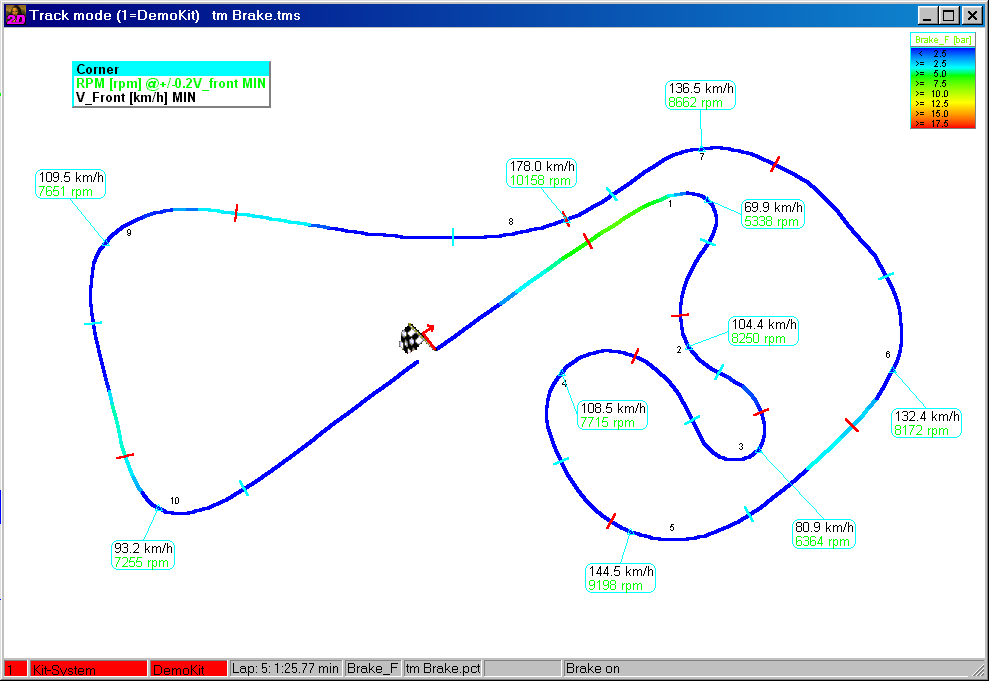 Track mode (1=DemoKit)   tm Brake.tms
Brake_F [bar]
< 2.5
>= 2.5
>= 5.0
>= 7.5
>= 10.0
>= 12.5
>= 15.0
>= 17.5
Corner
RPM [rpm] @+/-0.2V_front MIN
V_Front [km/h] MIN
136.5 km/h
8662 rpm
7
178.0 km/h
10158 rpm
8
109.5 km/h
7651 rpm
9
1
69.9 km/h
5338 rpm
104.4 km/h
8250 rpm
2
6
132.4 km/h
8172 rpm
4
108.5 km/h
7715 rpm
3
80.9 km/h
6364 rpm
10
93.2 km/h
7255 rpm
5
144.5 km/h
9198 rpm
1
Kit-System
DemoKit
Lap: 5: 1:25.77 min
Brake_F
tm Brake.pct
Brake on